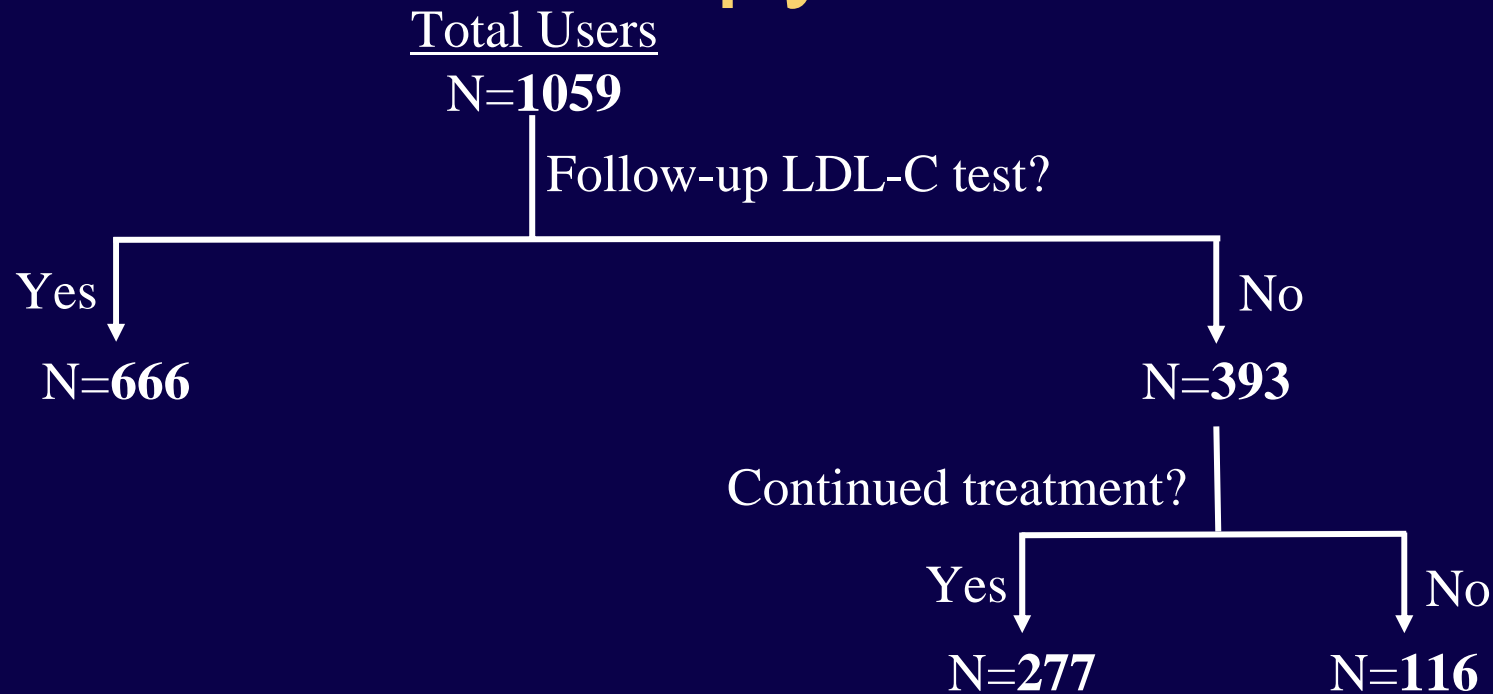 Total Users
N=1059
Follow-up LDL-C test?
Yes
No
N=666
N=393
Continued treatment?
Yes
No
N=277
N=116